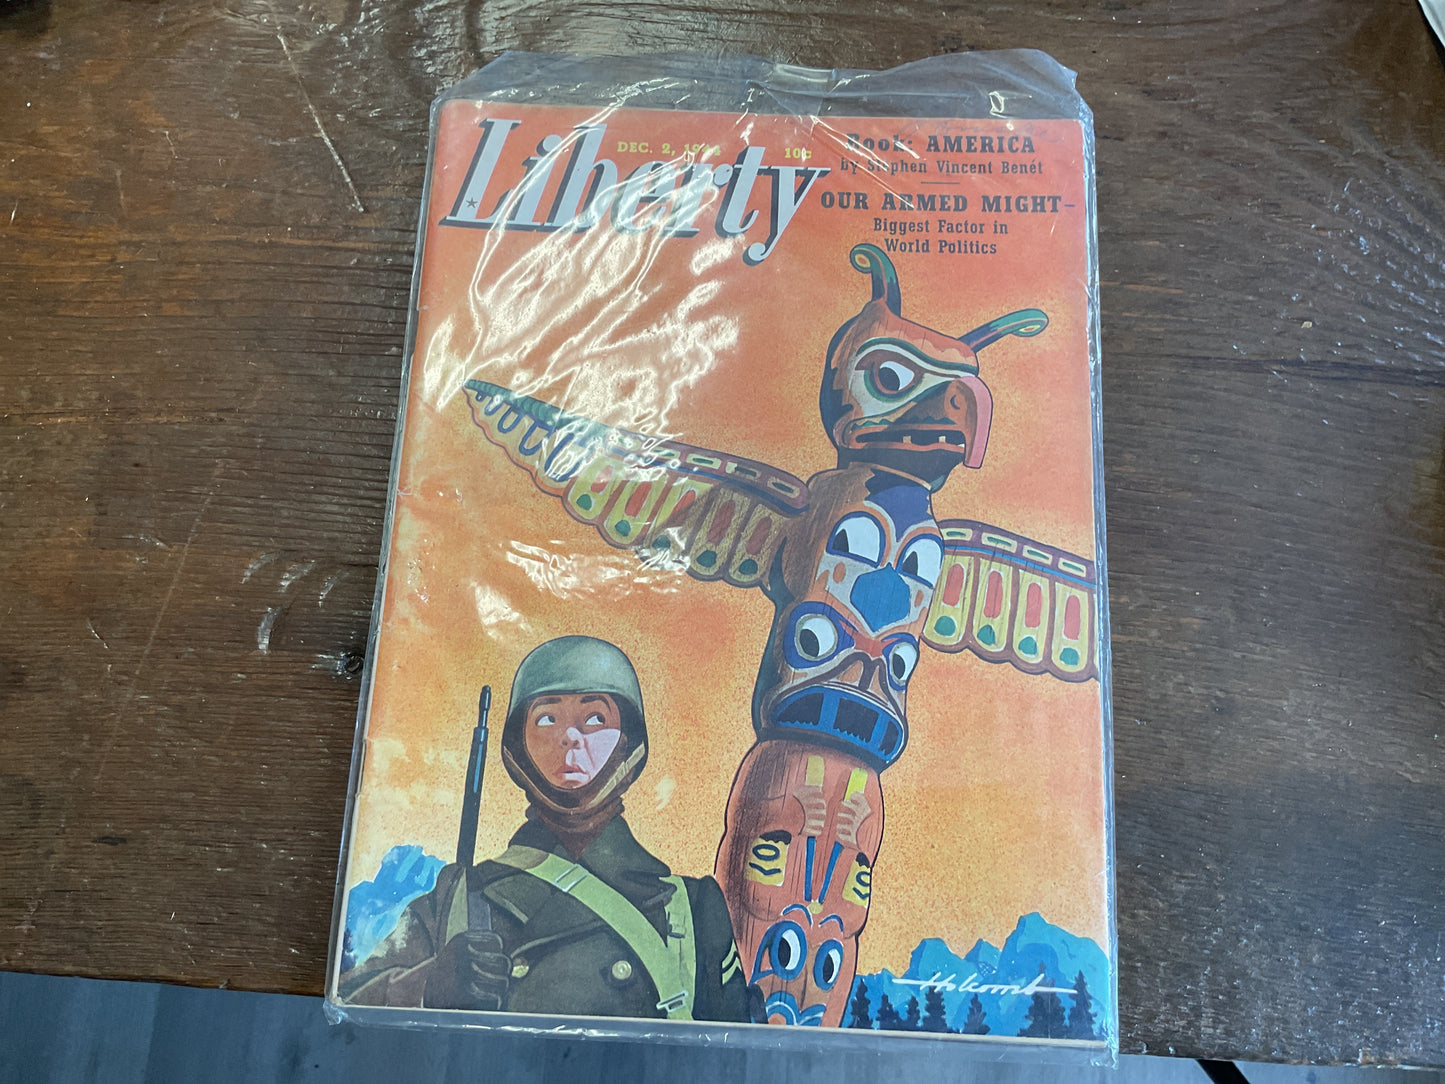 Liberty
DEC. 2, 1944
10¢
Book: AMERICA
by Stephen Vincent Benét
OUR ARMED MIGHT–
Biggest Factor in
World Politics
Holcomb